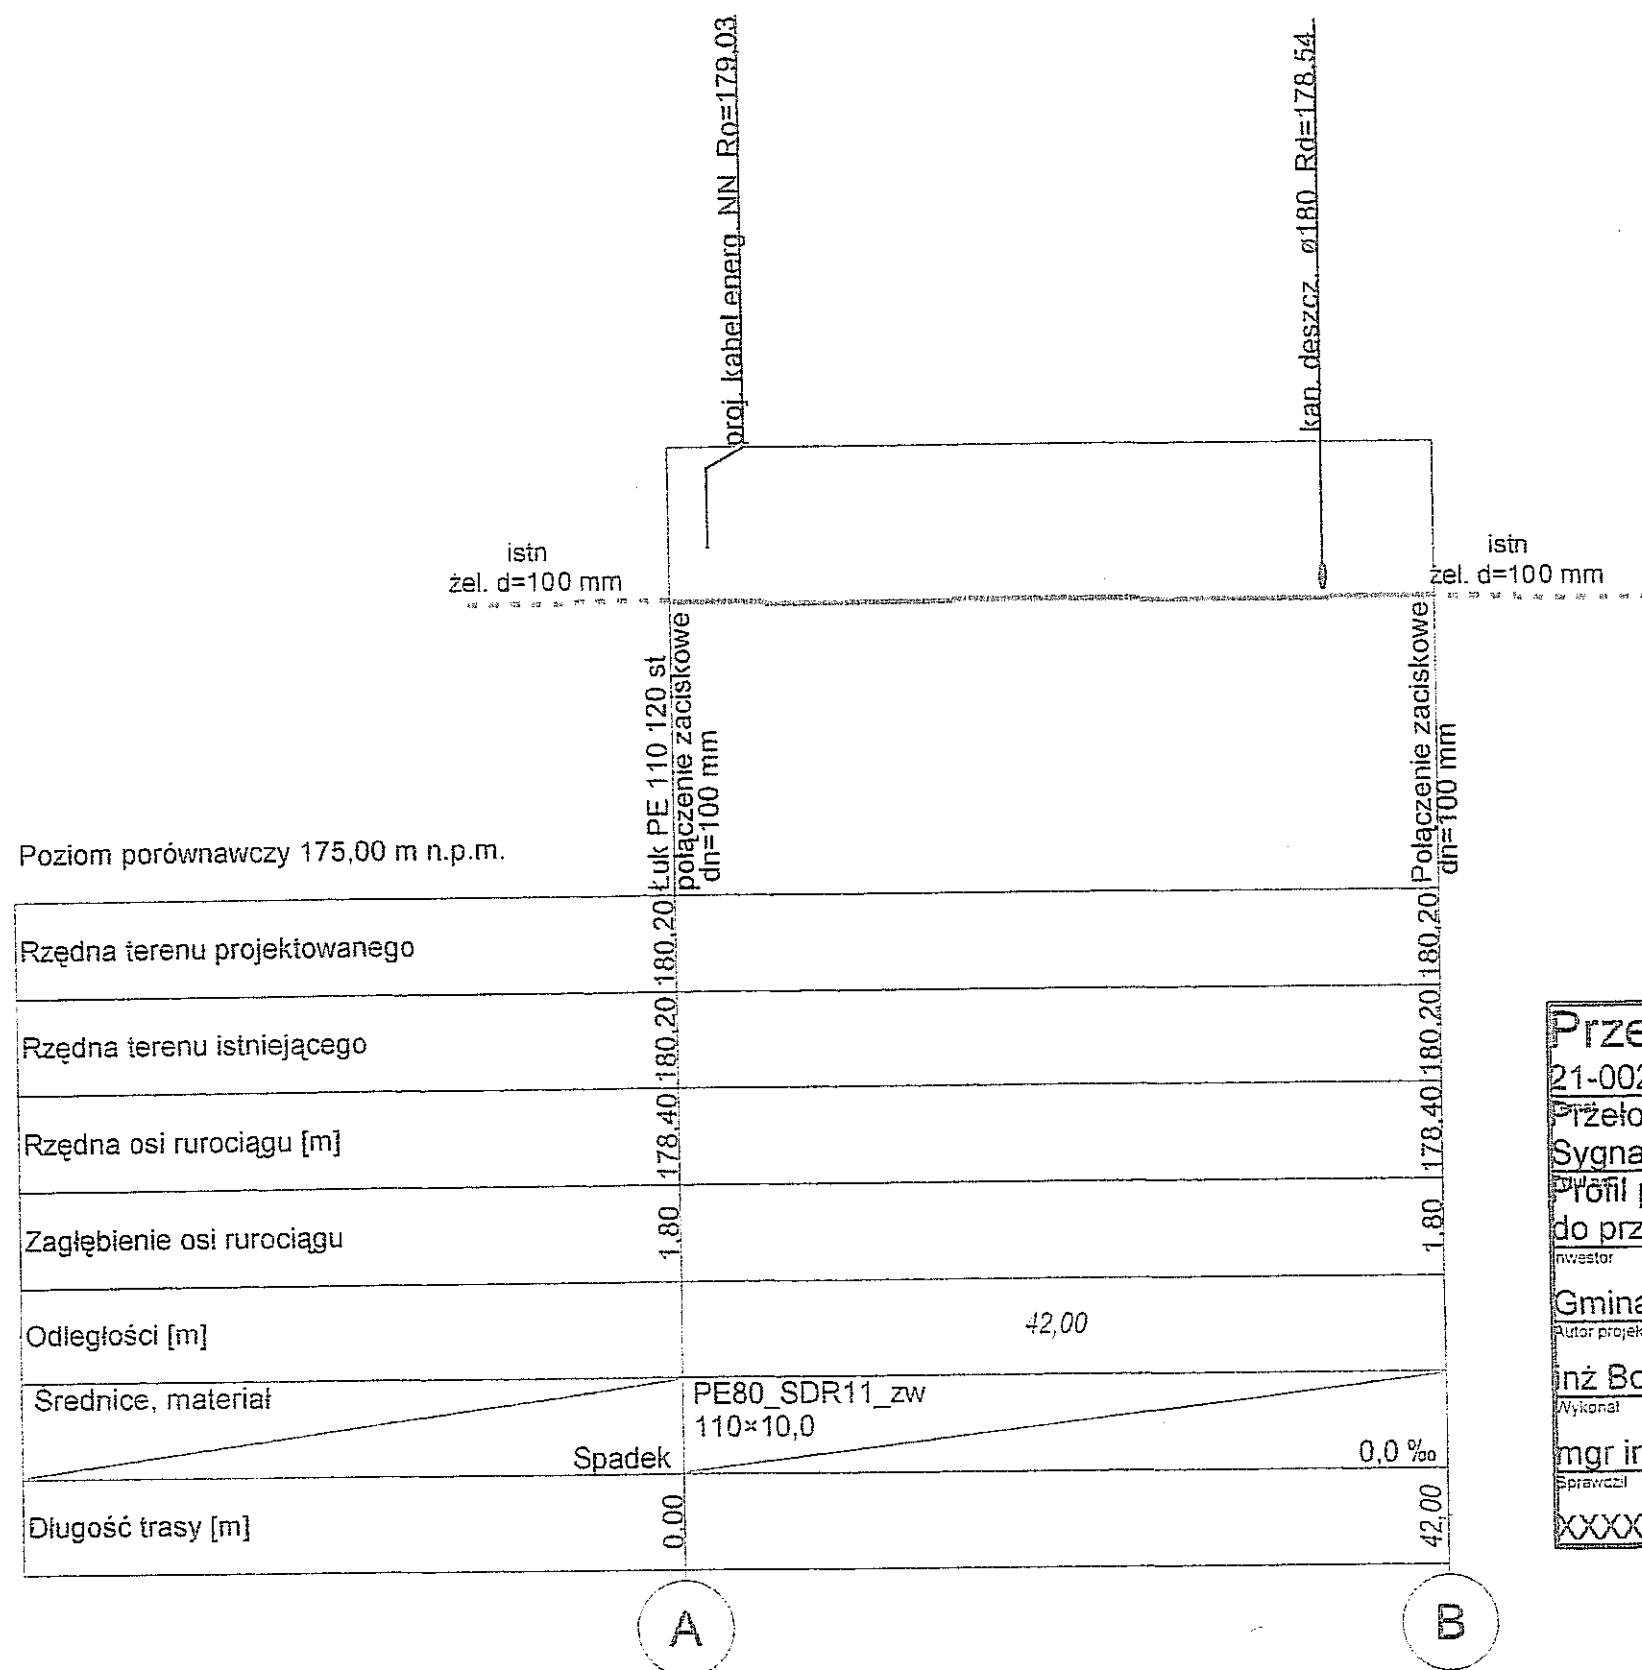 proj. kabel energ. NN Ro=179,03
kan. deszcz. ø180 Rd=178,54
istn
żel. d=100 mm
istn
żel. d=100 mm
Łuk PE 110 120 st
połączenie zaciskowe
dn=100 mm
Połączenie zaciskowe
dn=100 mm
Poziom porównawczy 175,00 m n.p.m.
Rzędna terenu projektowanego
180,20
180,20
Rzędna terenu istniejącego
180,20
180,20
Rzędna osi rurociągu [m]
178,40
178,40
Zagłębienie osi rurociągu
1,80
1,80
Odległości [m]
42,00
Średnice, materiał
PE80_SDR11_zw
110×10,0
Spadek
0,0 ‰
Długość trasy [m]
0,00
42,00
A
B
Prze
21-002
Przeło
Sygna
Profil p
do prz
Inwestor
Gmina
Autor projek
inż Bo
Wykonał
mgr in
Sprawdził
XXXX